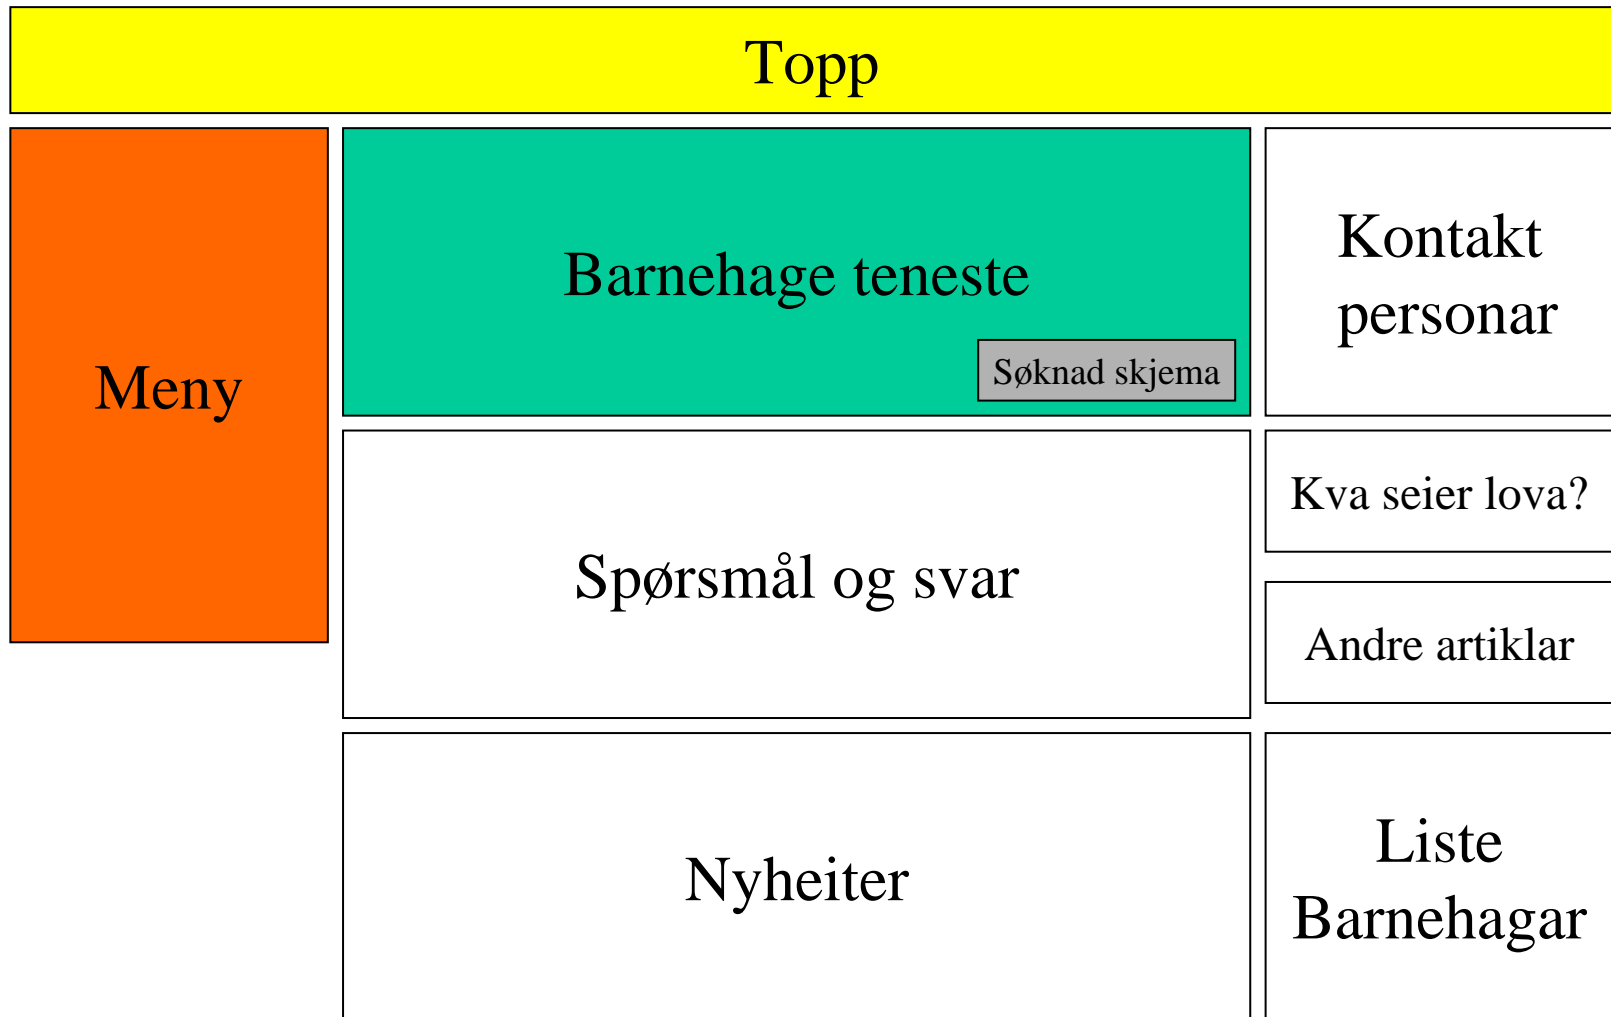 Topp
Meny
Barnehage teneste
Søknad skjema
Kontakt
personar
Spørsmål og svar
Kva seier lova?
Andre artiklar
Nyheiter
Liste
Barnehagar